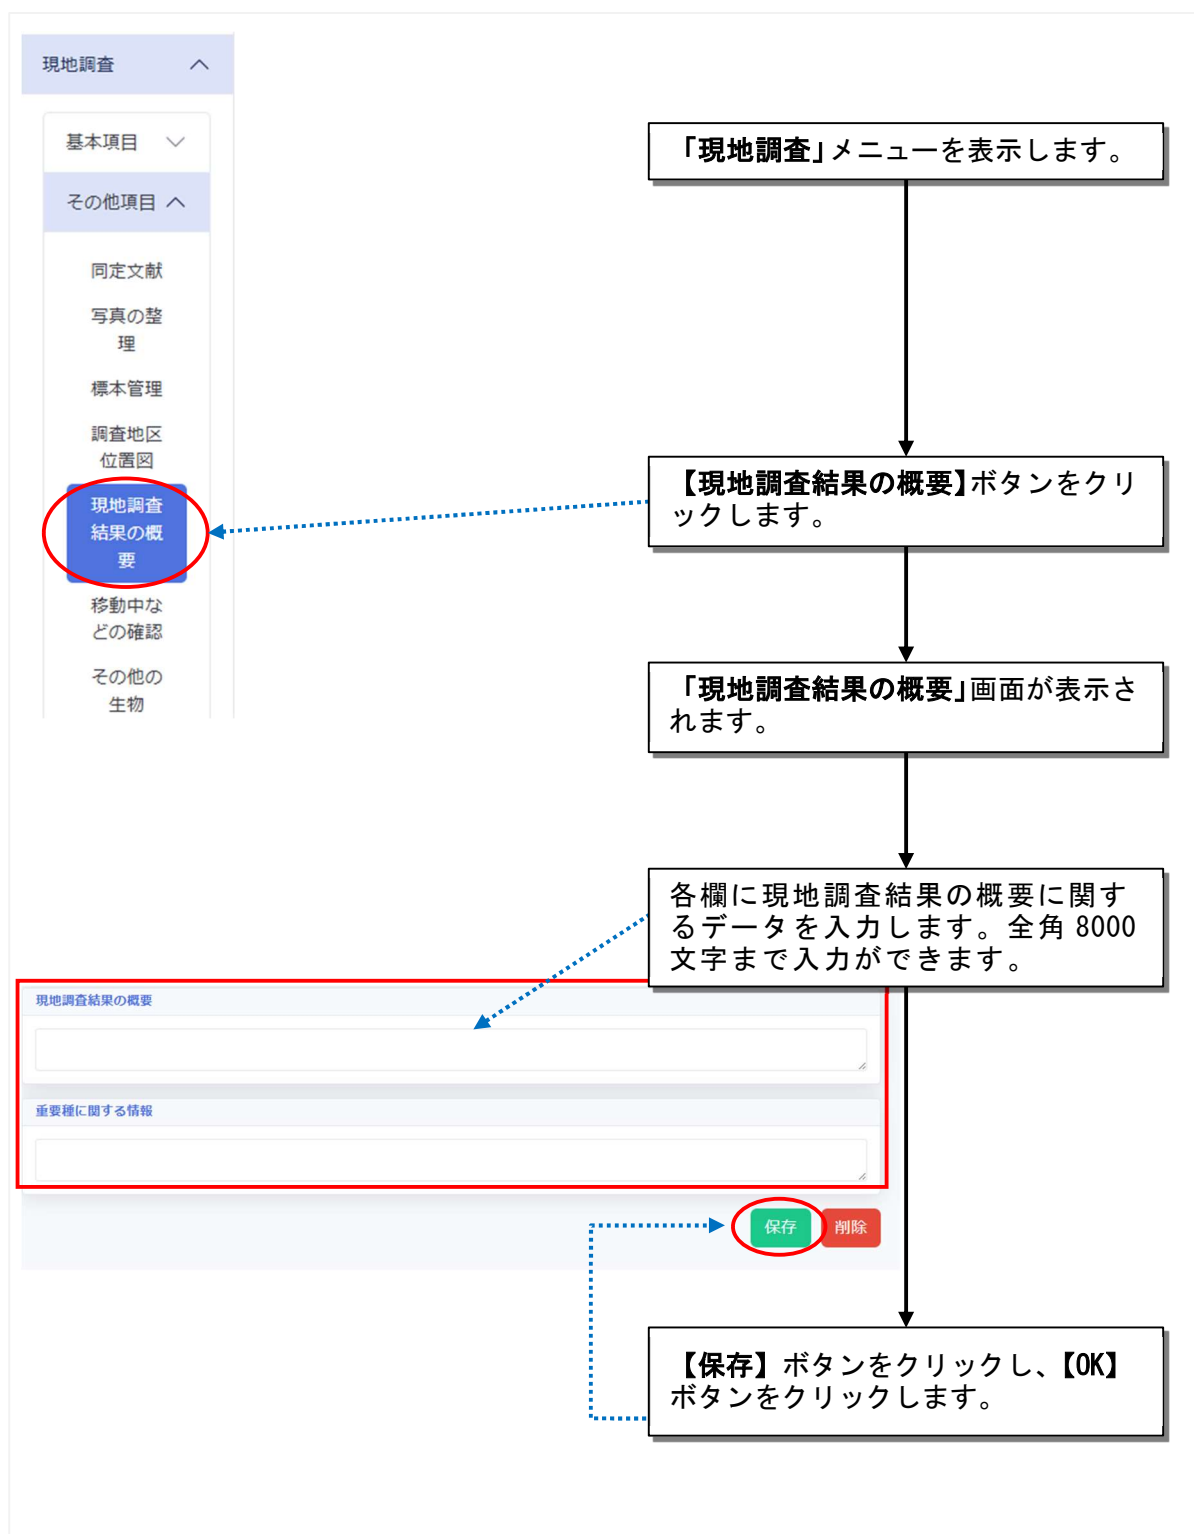 現地調査
基本項目
その他項目
同定文献
写真の整
理
標本管理
調査地区
位置図
現地調査
結果の概
要
移動中な
どの確認
その他の
生物
「現地調査」メニューを表示します。
【現地調査結果の概要】ボタンをクリ
ックします。
「現地調査結果の概要」画面が表示さ
れます。
各欄に現地調査結果の概要に関す
るデータを入力します。全角 8000
文字まで入力ができます。
現地調査結果の概要
重要種に関する情報
保存
削除
【保存】ボタンをクリックし、【OK】
ボタンをクリックします。